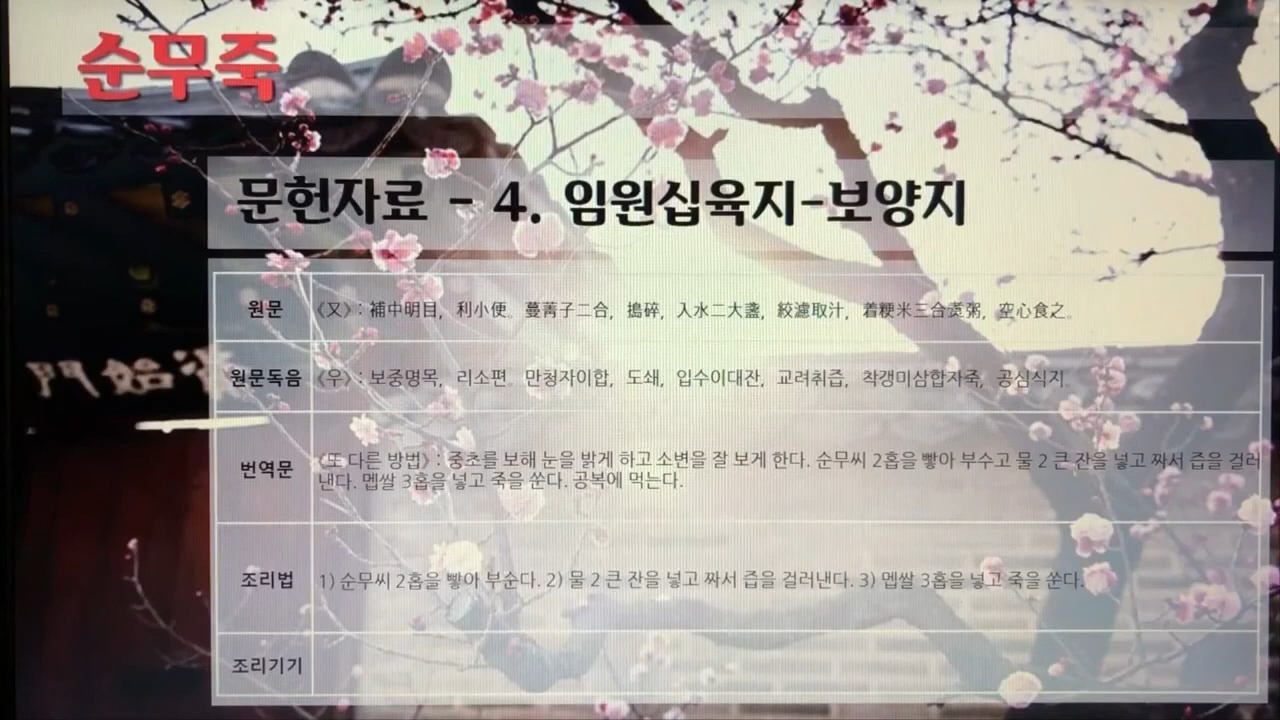 순무죽
문헌자료 - 4. 임원십육지-보양지
원문
《又》: 補中明目, 利小便. 蔓菁子二合, 搗碎, 入水二大盞, 絞濾取汁, 着粳米三合煮粥, 空心食之.
원문독음
《우》: 보중명목, 리소편. 만청자이합, 도쇄, 입수이대잔, 교려취즙, 착갱미삼합자죽, 공심식지.
번역문
《또 다른 방법》: 중초를 보해 눈을 밝게 하고 소변을 잘 보게 한다. 순무씨 2홉을 빻아 부수고 물 2 큰 잔을 넣고 짜서 즙을 걸러
낸다. 멥쌀 3홉을 넣고 죽을 쑨다. 공복에 먹는다.
조리법
1) 순무씨 2홉을 빻아 부순다. 2) 물 2 큰 잔을 넣고 짜서 즙을 걸러낸다. 3) 멥쌀 3홉을 넣고 죽을 쑨다.
조리기기
門始